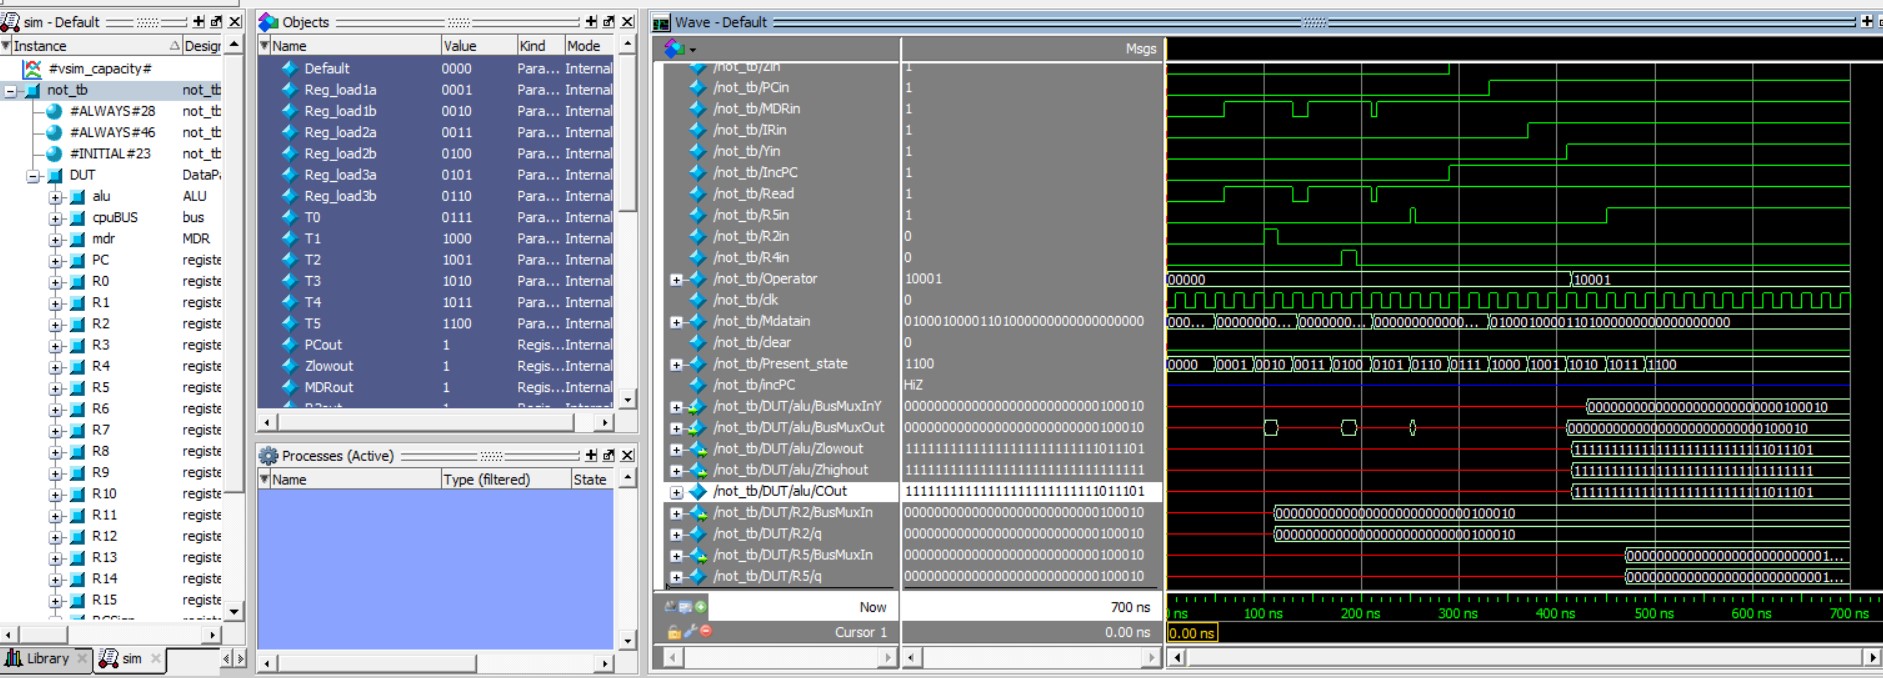 sim - Default
Instance Design
#vsim_capacity#
not_tb not_tb
#ALWAYS#28 not_tb
#ALWAYS#46 not_tb
#INITIAL#23 not_tb
DUT DataPa
alu ALU
cpuBUS bus
mdr MDR
PC registe
R0 registe
R1 registe
R2 registe
R3 registe
R4 registe
R5 registe
R6 registe
R7 registe
R8 registe
R9 registe
R10 registe
R11 registe
R12 registe
R13 registe
R14 registe
R15 registe
Library sim
Objects
Name Value Kind Mode
Default 0000 Para... Internal
Reg_load1a 0001 Para... Internal
Reg_load1b 0010 Para... Internal
Reg_load2a 0011 Para... Internal
Reg_load2b 0100 Para... Internal
Reg_load3a 0101 Para... Internal
Reg_load3b 0110 Para... Internal
T0 0111 Para... Internal
T1 1000 Para... Internal
T2 1001 Para... Internal
T3 1010 Para... Internal
T4 1011 Para... Internal
T5 1100 Para... Internal
PCout 1 Regis... Internal
Zlowout 1 Regis... Internal
MDRout 1 Regis... Internal
Processes (Active)
Name Type (filtered) State
Wave - Default
Msgs
/not_tb/Zin 1
/not_tb/PCin 1
/not_tb/MDRin 1
/not_tb/IRin 1
/not_tb/Yin 1
/not_tb/IncPC 1
/not_tb/Read 1
/not_tb/R5in 1
/not_tb/R2in 0
/not_tb/R4in 0
/not_tb/Operator 10001 00000 10001
/not_tb/clk 0
/not_tb/Mdatain 01000100001101000000000000000000 000... 00000000... 0000000... 000000000000... 01000100001101000000000000000000
/not_tb/clear 0
/not_tb/Present_state 1100 0000 0001 0010 0011 0100 0101 0110 0111 1000 1001 1010 1011 1100
/not_tb/incPC HiZ
/not_tb/DUT/alu/BusMuxInY 00000000000000000000000000100010 00000000000000000000000000100010
/not_tb/DUT/alu/BusMuxOut 00000000000000000000000000100010 00000000000000000000000000100010
/not_tb/DUT/alu/Zlowout 11111111111111111111111111011101 11111111111111111111111111011101
/not_tb/DUT/alu/Zhighout 11111111111111111111111111111111 11111111111111111111111111111111
/not_tb/DUT/alu/COut 11111111111111111111111111011101 11111111111111111111111111011101
/not_tb/DUT/R2/BusMuxIn 00000000000000000000000000100010 00000000000000000000000000100010
/not_tb/DUT/R2/q 00000000000000000000000000100010 00000000000000000000000000100010
/not_tb/DUT/R5/BusMuxIn 00000000000000000000000000100010 00000000000000000000000001...
/not_tb/DUT/R5/q 00000000000000000000000000100010 00000000000000000000000001...
Now 700 ns ns 100 ns 200 ns 300 ns 400 ns 500 ns 600 ns 700 ns
Cursor 1 0.00 ns 0.00 ns